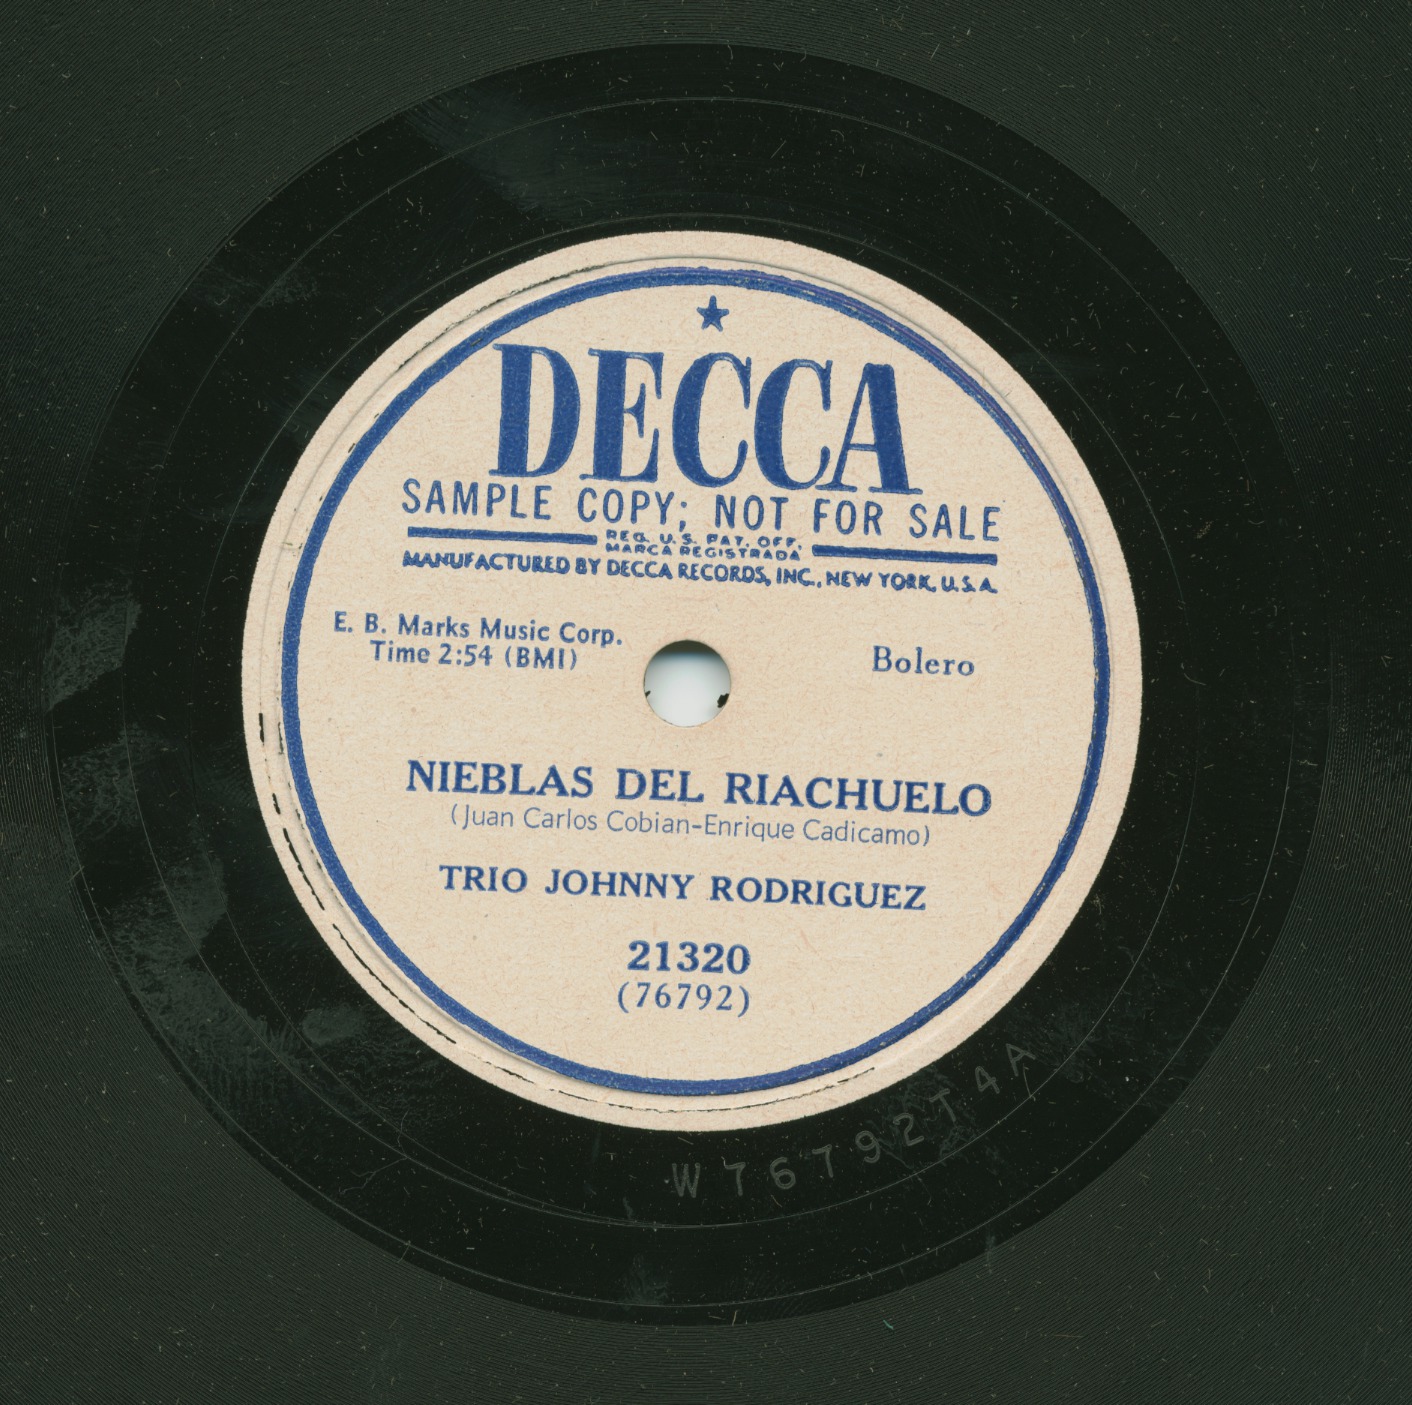 DECCA
SAMPLE COPY; NOT FOR SALE
REG. U.S. PAT. OFF.
MARCA REGISTRADA
MANUFACTURED BY DECCA RECORDS, INC., NEW YORK, U.S.A.
E. B. Marks Music Corp.
Time 2:54 (BMI)
Bolero
NIEBLAS DEL RIACHUELO
(Juan Carlos Cobian-Enrique Cadicamo)
TRIO JOHNNY RODRIGUEZ
21320
(76792)
W76792T4A